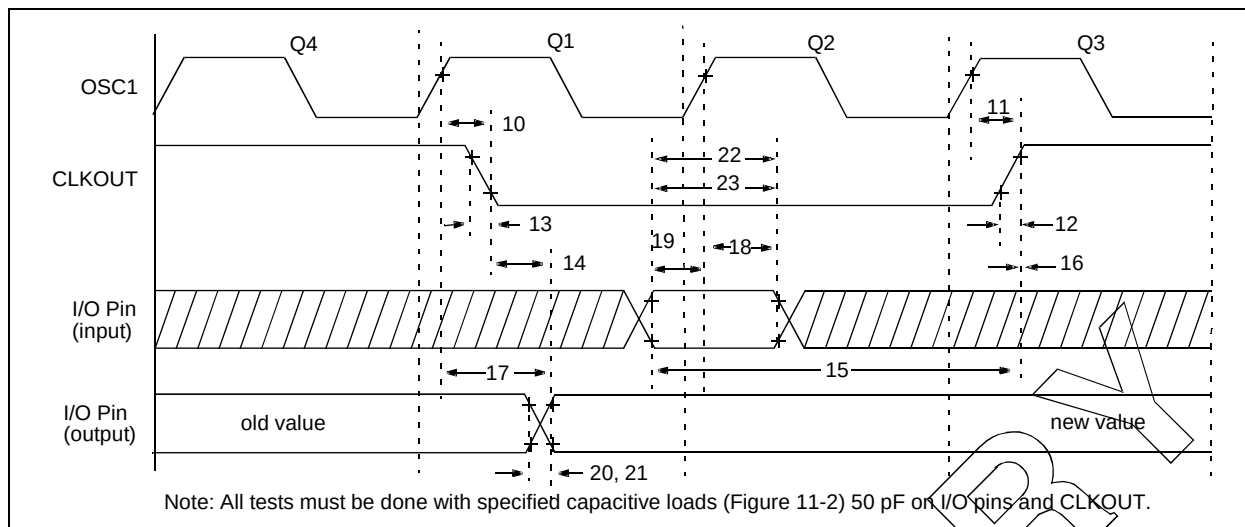 Q4 Q1 Q2 Q3
OSC1
10 11
22
CLKOUT
23
13 19 18 12
14 16
I/O Pin
(input)
17 15
I/O Pin
(output)
old value new value
20, 21
Note: All tests must be done with specified capacitive loads (Figure 11-2) 50 pF on I/O pins and CLKOUT.
R Y